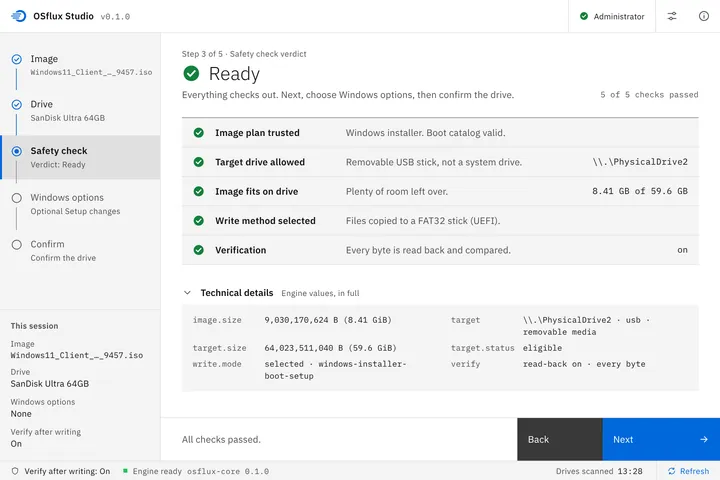 OSflux Studio v0.1.0
Administrator
Image
Windows11_Client_…_9457.iso
Drive
SanDisk Ultra 64GB
Safety check
Verdict: Ready
Windows options
Optional Setup changes
Confirm
Confirm the drive
This session
Image
Windows11_Client_…_9457.iso
Drive
SanDisk Ultra 64GB
Windows options
None
Verify after writing
On
Step 3 of 5 · Safety check verdict
Ready
Everything checks out. Next, choose Windows options, then confirm the drive.
5 of 5 checks passed
Image plan trusted Windows installer. Boot catalog valid.
Target drive allowed Removable USB stick, not a system drive. \\.\PhysicalDrive2
Image fits on drive Plenty of room left over. 8.41 GB of 59.6 GB
Write method selected Files copied to a FAT32 stick (UEFI).
Verification Every byte is read back and compared. on
Technical details Engine values, in full
image.size 9,030,170,624 B (8.41 GiB)
target \\.\PhysicalDrive2 · usb ·
removable media
target.size 64,023,511,040 B (59.6 GiB)
target.status eligible
write.mode selected · windows-installer-
boot-setup
verify read-back on · every byte
All checks passed.
Back
Next
Verify after writing: On
Engine ready osflux-core 0.1.0
Drives scanned 13:28
Refresh